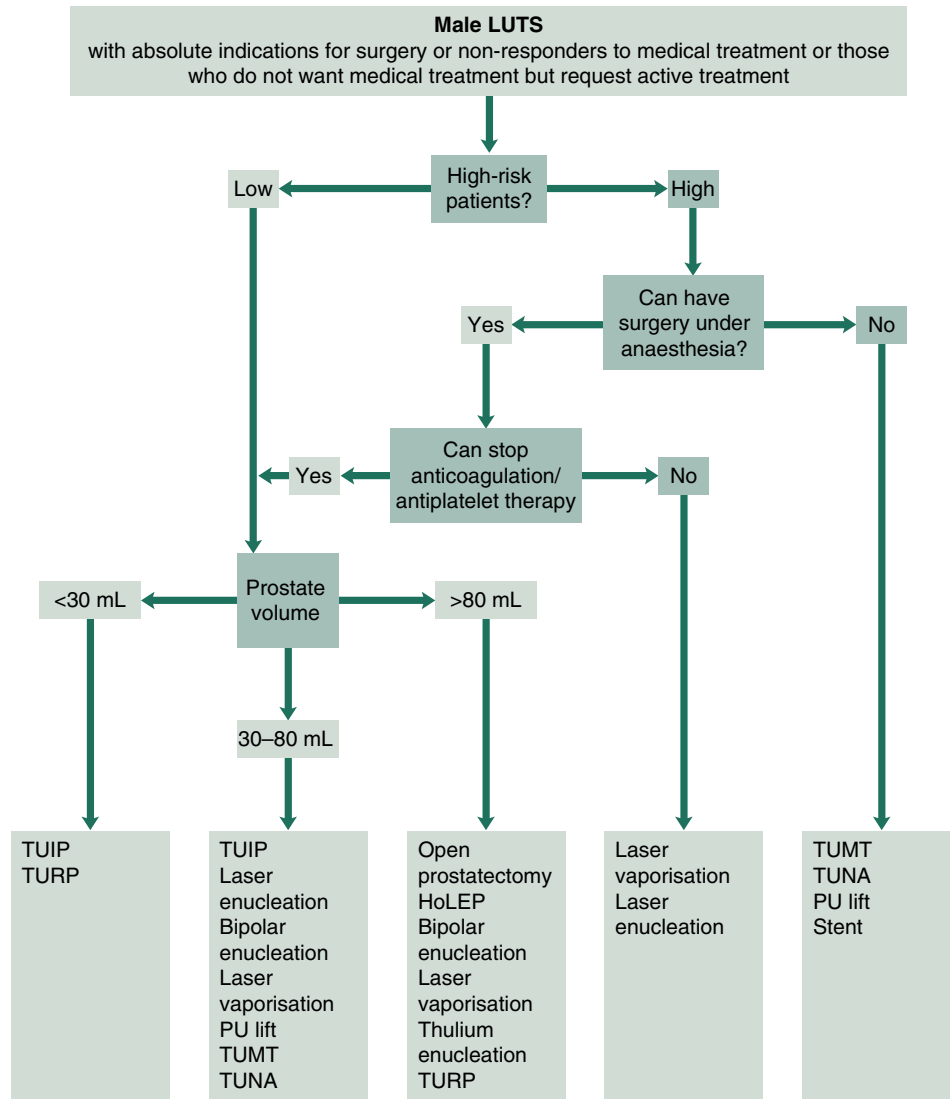 Male LUTS
with absolute indications for surgery or non-responders to medical treatment or those
who do not want medical treatment but request active treatment
High-risk
patients?
Low
High
Can have
surgery under
anaesthesia?
Yes
No
Can stop
anticoagulation/
antiplatelet therapy
Yes
No
Prostate
volume
<30 mL
>80 mL
30–80 mL
TUIP
TURP
TUIP
Laser
enucleation
Bipolar
enucleation
Laser
vaporisation
PU lift
TUMT
TUNA
Open
prostatectomy
HoLEP
Bipolar
enucleation
Laser
vaporisation
Thulium
enucleation
TURP
Laser
vaporisation
Laser
enucleation
TUMT
TUNA
PU lift
Stent